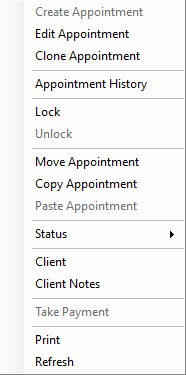 Create Appointment
Edit Appointment
Clone Appointment
Appointment History
Lock
Unlock
Move Appointment
Copy Appointment
Paste Appointment
Status
Client
Client Notes
Take Payment
Print
Refresh